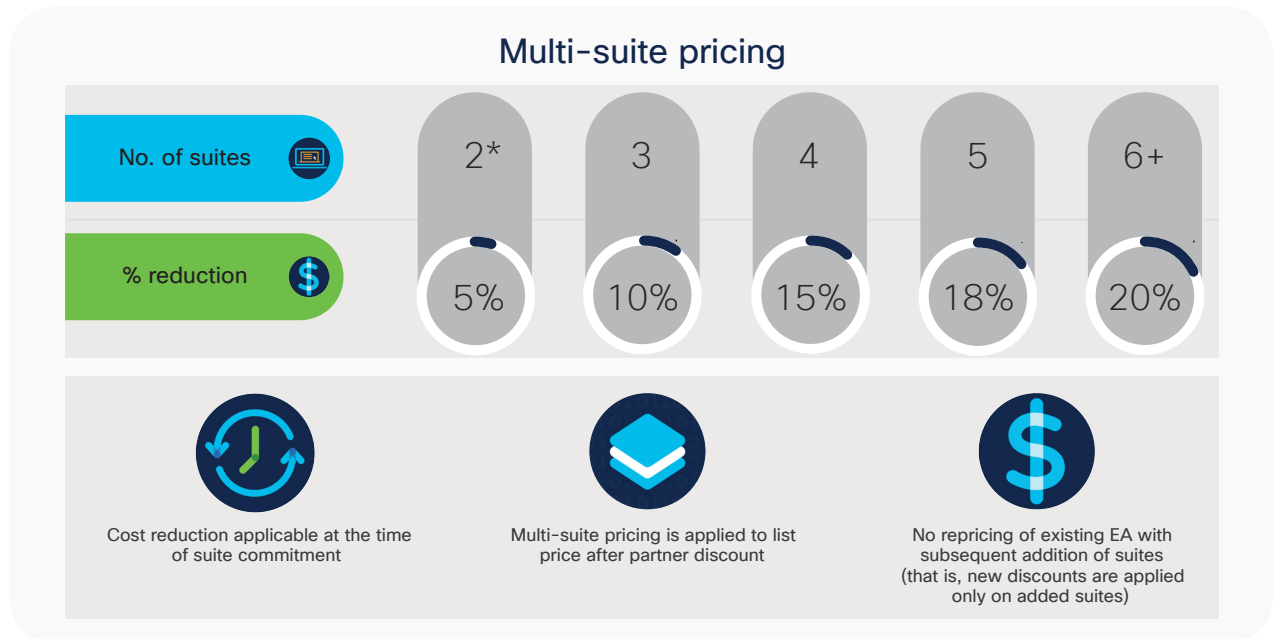 Multi-suite pricing
No. of suites
2*
3
4
5
6+
% reduction
5%
10%
15%
18%
20%
Cost reduction applicable at the time
of suite commitment
Multi-suite pricing is applied to list
price after partner discount
No repricing of existing EA with
subsequent addition of suites
(that is, new discounts are applied
only on added suites)